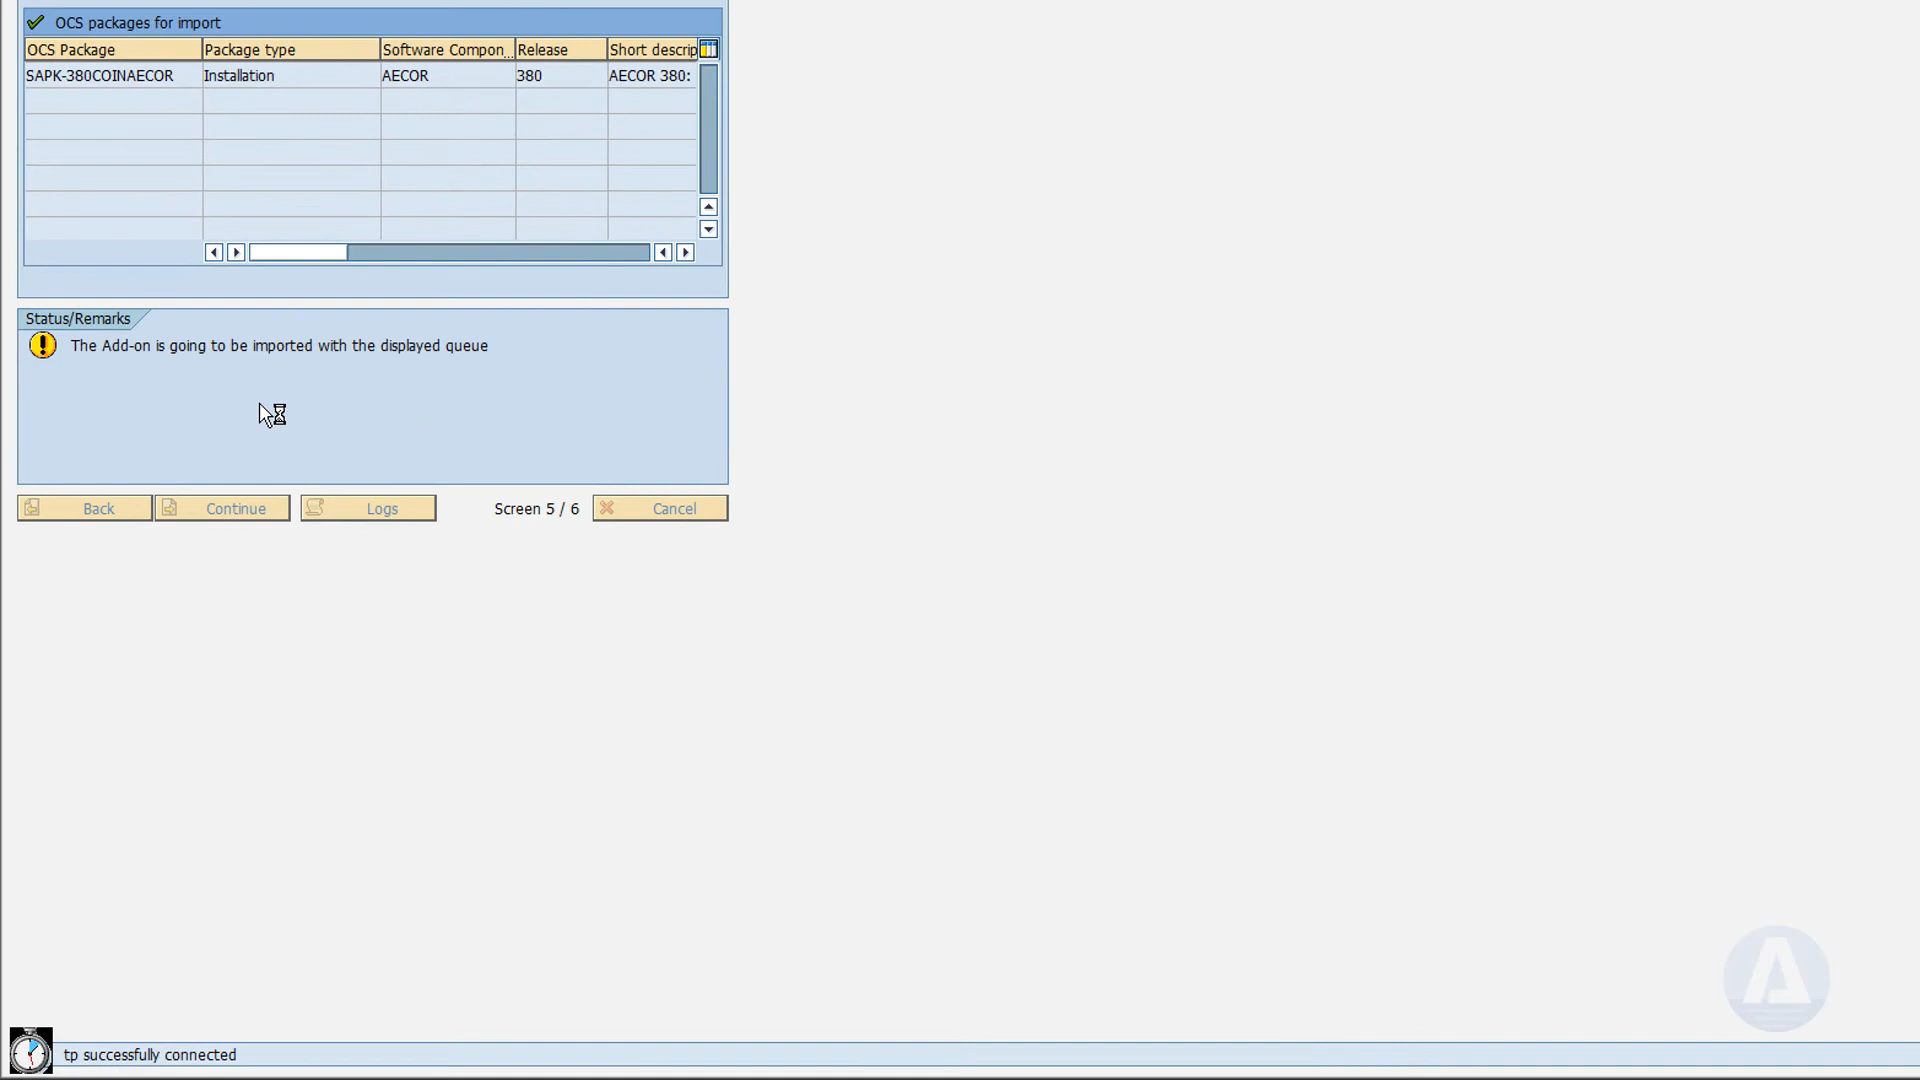 OCS packages for import
OCS Package Package type Software Compon... Release Short descrip
SAPK-380COINAECOR Installation AECOR 380 AECOR 380:
Status/Remarks
The Add-on is going to be imported with the displayed queue
Back Continue Logs Screen 5 / 6 Cancel
tp successfully connected